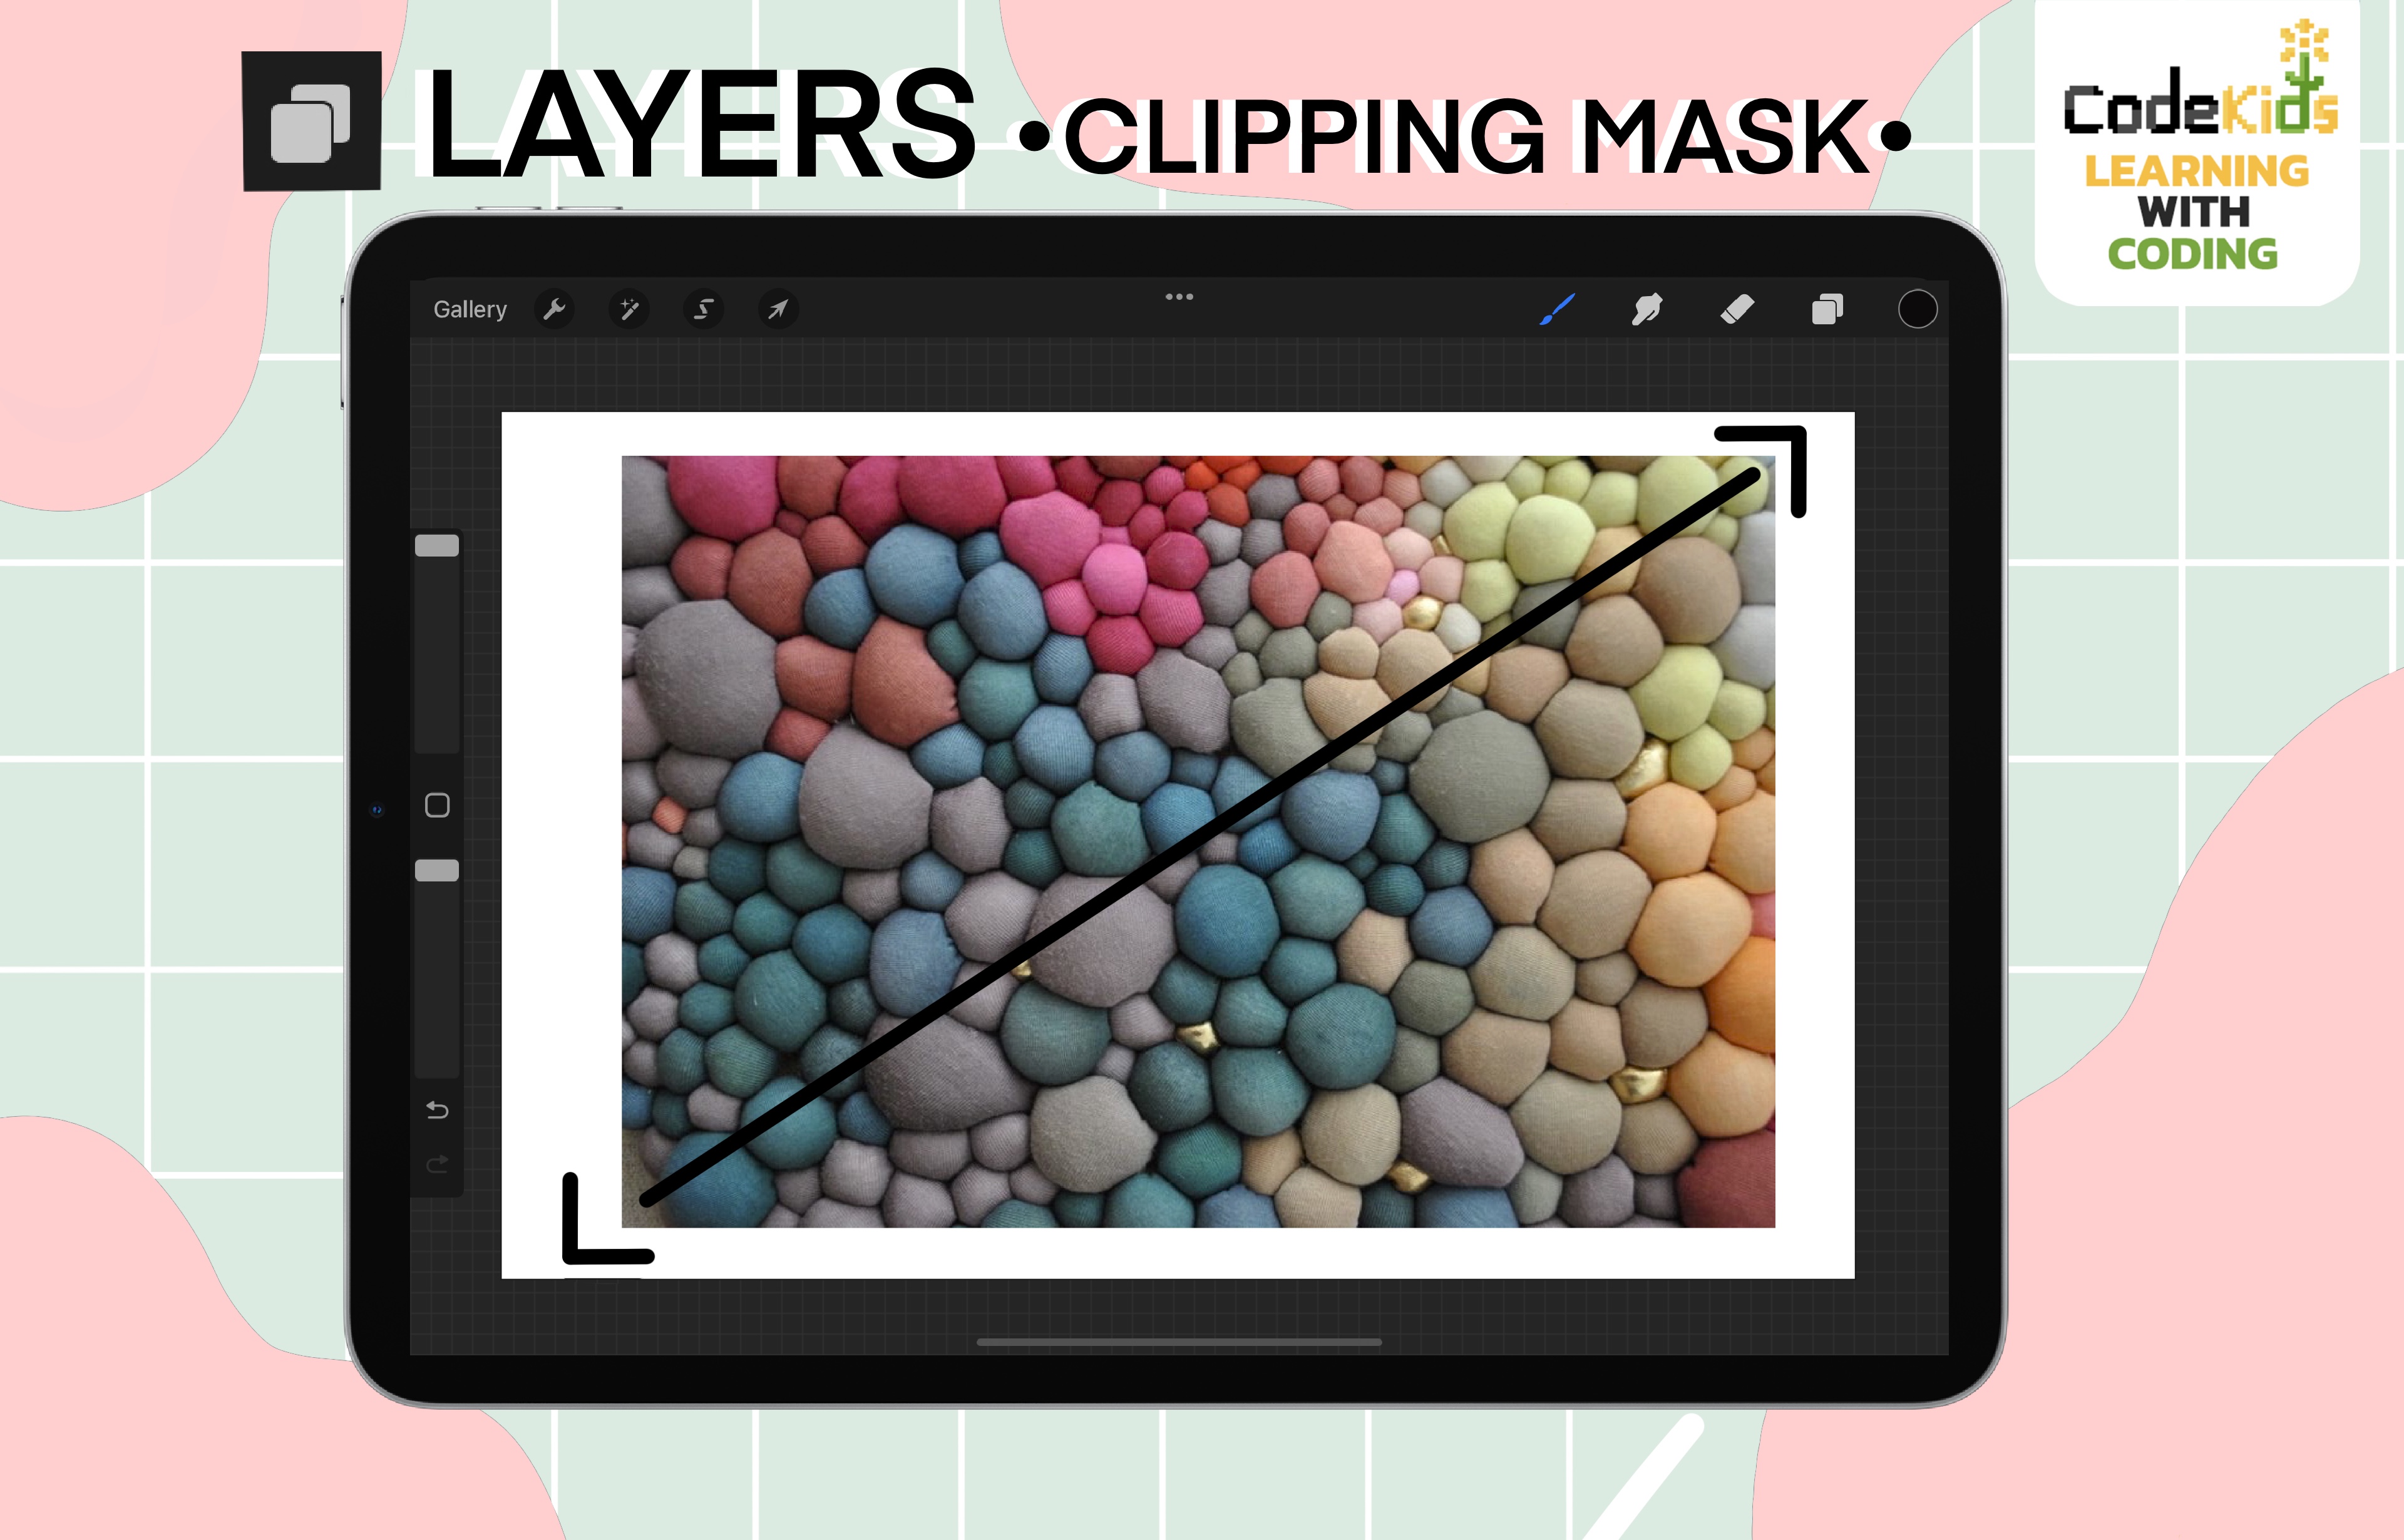 LAYERS •CLIPPING MASK•
CodeKids
LEARNING
WITH
CODING
Gallery